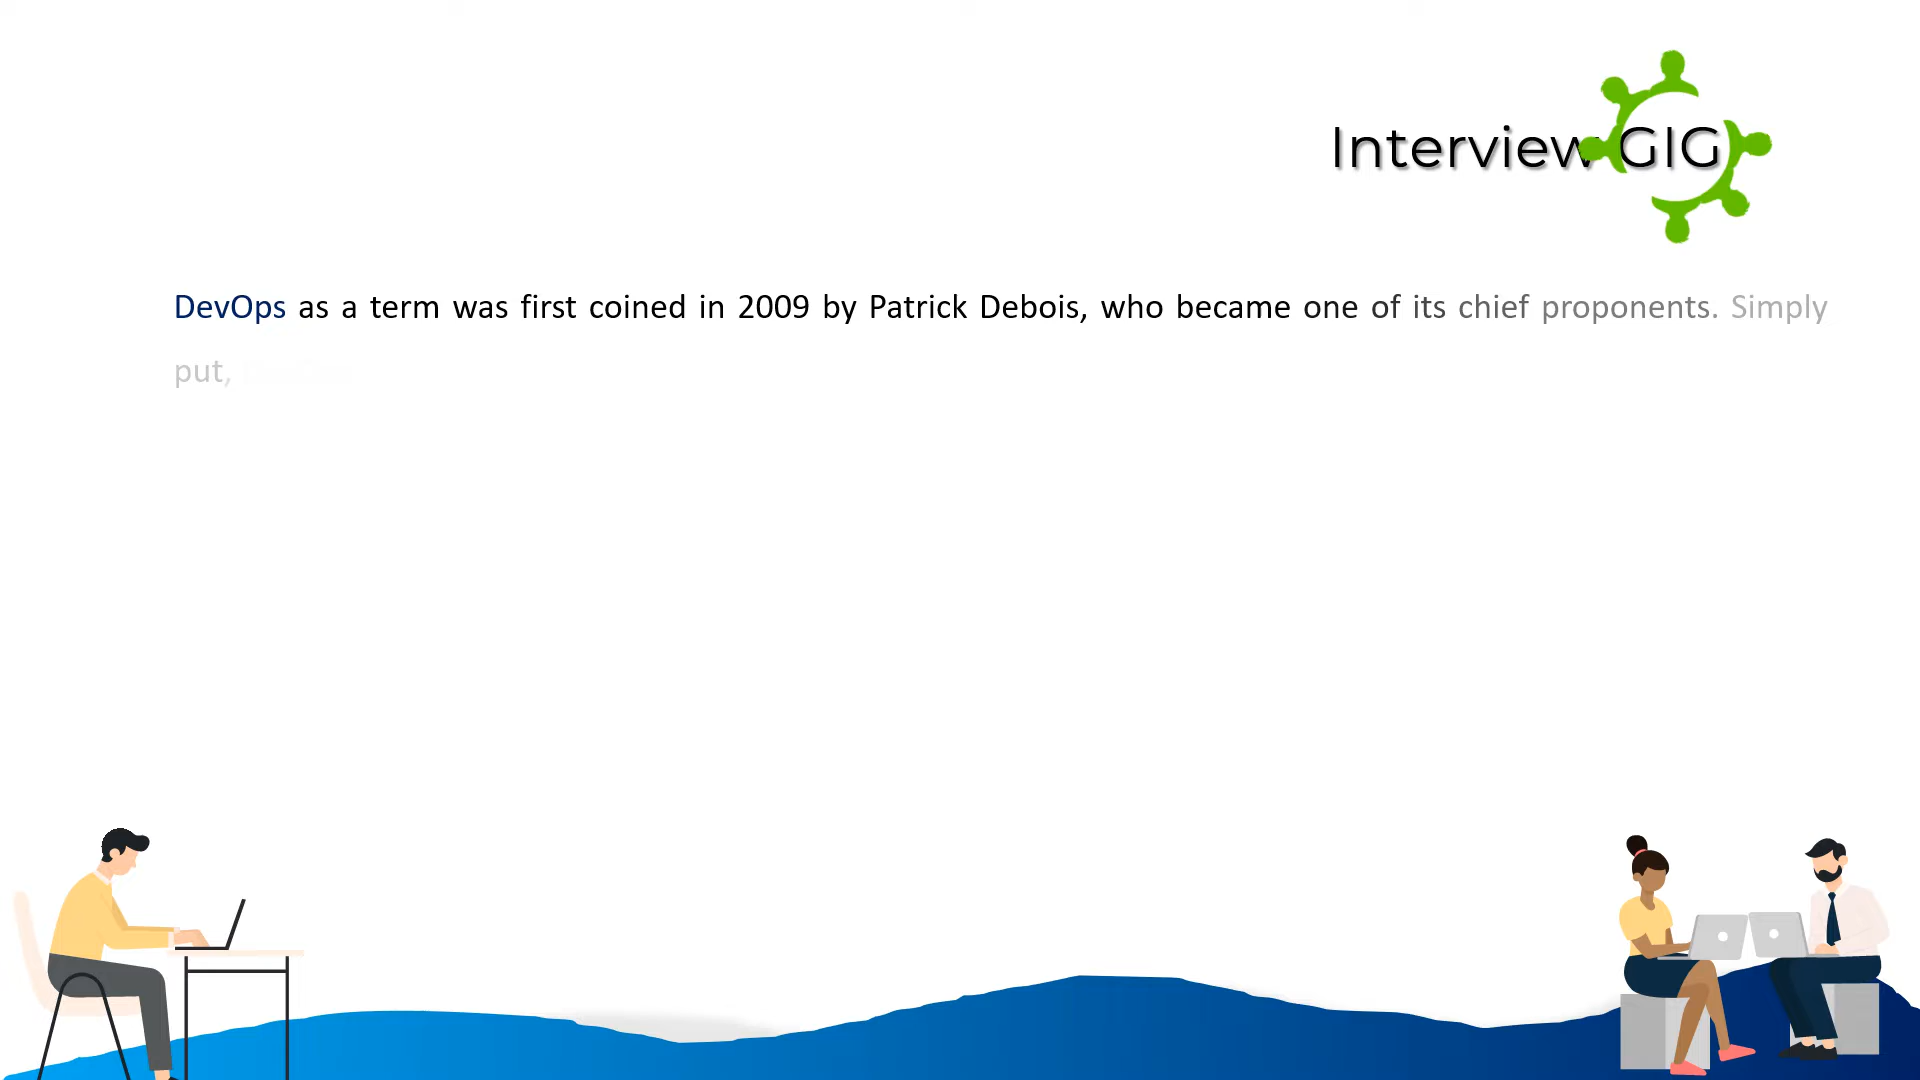 Interview GIG
DevOps as a term was first coined in 2009 by Patrick Debois, who became one of its chief proponents. Simply
put,